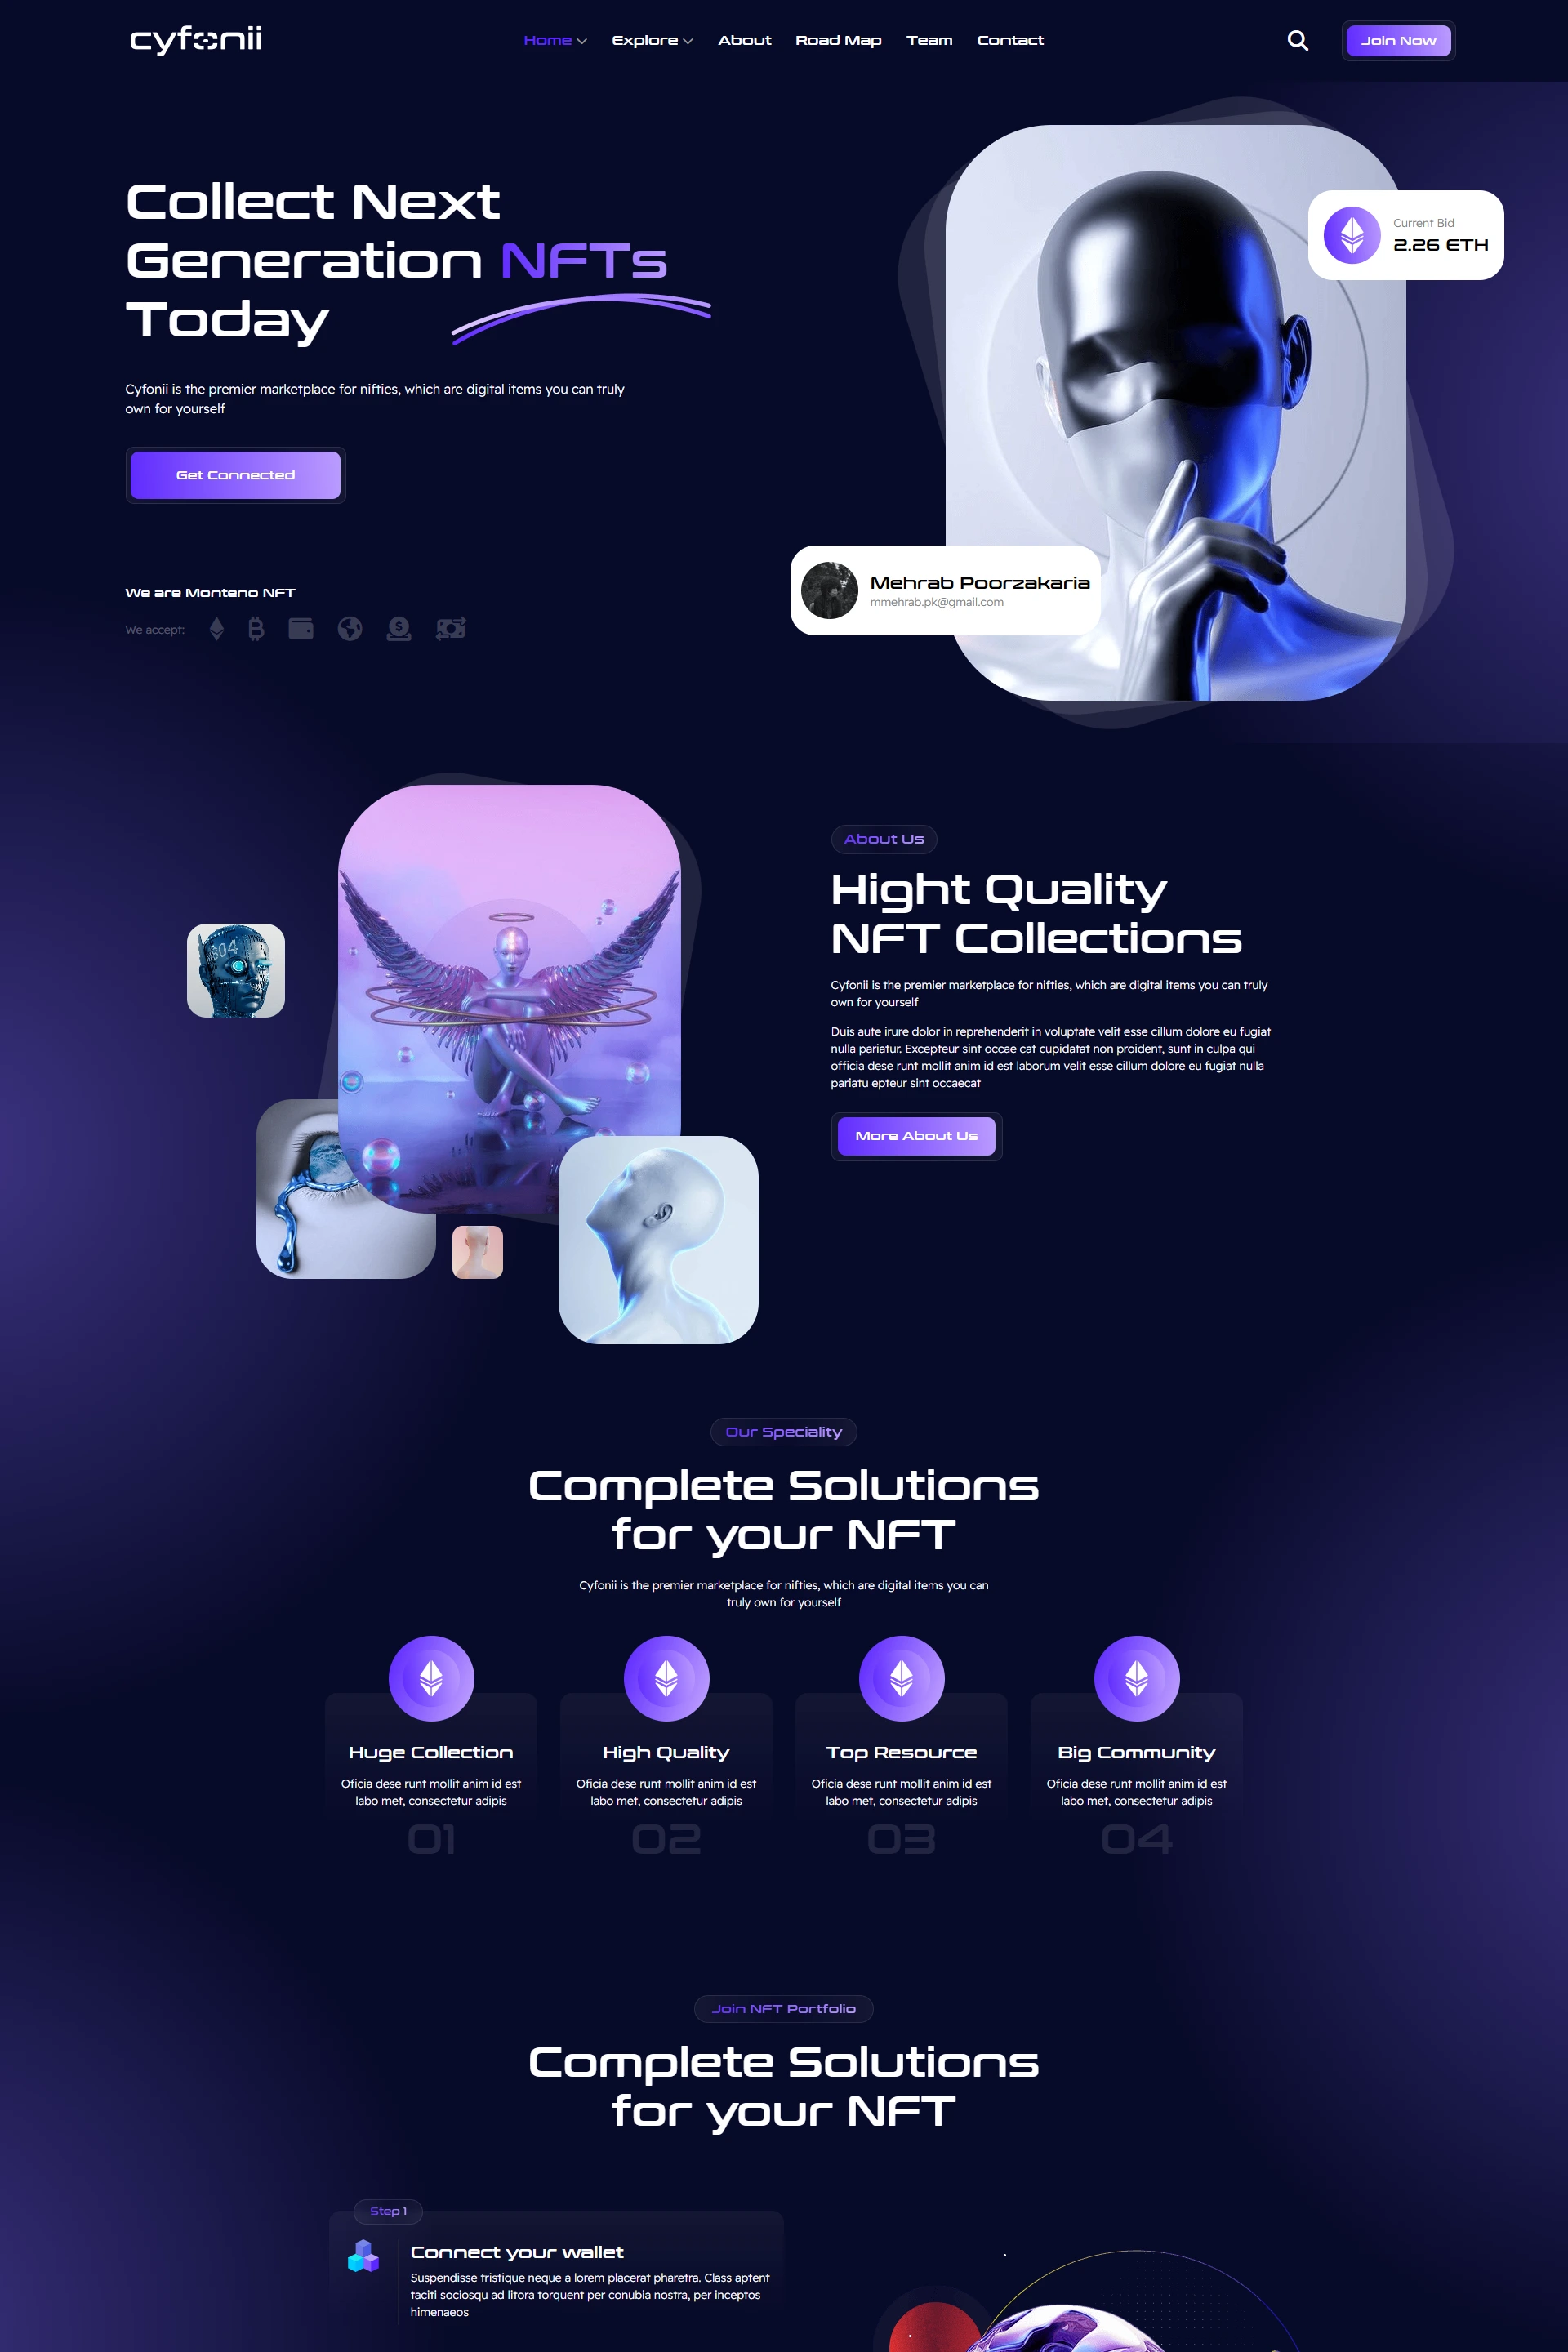 cyfonii
Home Explore About Road Map Team Contact
Join Now
Collect Next
Generation NFTs
Today
Cyfonii is the premier marketplace for nifties, which are digital items you can truly
own for yourself
Get Connected
We are Monteno NFT
We accept:
Current Bid
2.26 ETH
Mehrab Poorzakaria
mmehrab.pk@gmail.com
304
About Us
Hight Quality
NFT Collections
Cyfonii is the premier marketplace for nifties, which are digital items you can truly
own for yourself
Duis aute irure dolor in reprehenderit in voluptate velit esse cillum dolore eu fugiat
nulla pariatur. Excepteur sint occae cat cupidatat non proident, sunt in culpa qui
officia dese runt mollit anim id est laborum velit esse cillum dolore eu fugiat nulla
pariatu epteur sint occaecat
More About Us
Our Speciality
Complete Solutions
for your NFT
Cyfonii is the premier marketplace for nifties, which are digital items you can
truly own for yourself
Huge Collection
Oficia dese runt mollit anim id est
labo met, consectetur adipis
01
High Quality
Oficia dese runt mollit anim id est
labo met, consectetur adipis
02
Top Resource
Oficia dese runt mollit anim id est
labo met, consectetur adipis
03
Big Community
Oficia dese runt mollit anim id est
labo met, consectetur adipis
04
Join NFT Portfolio
Complete Solutions
for your NFT
Step 1
Connect your wallet
Suspendisse tristique neque a lorem placerat pharetra. Class aptent
taciti sociosqu ad litora torquent per conubia nostra, per inceptos
himenaeos